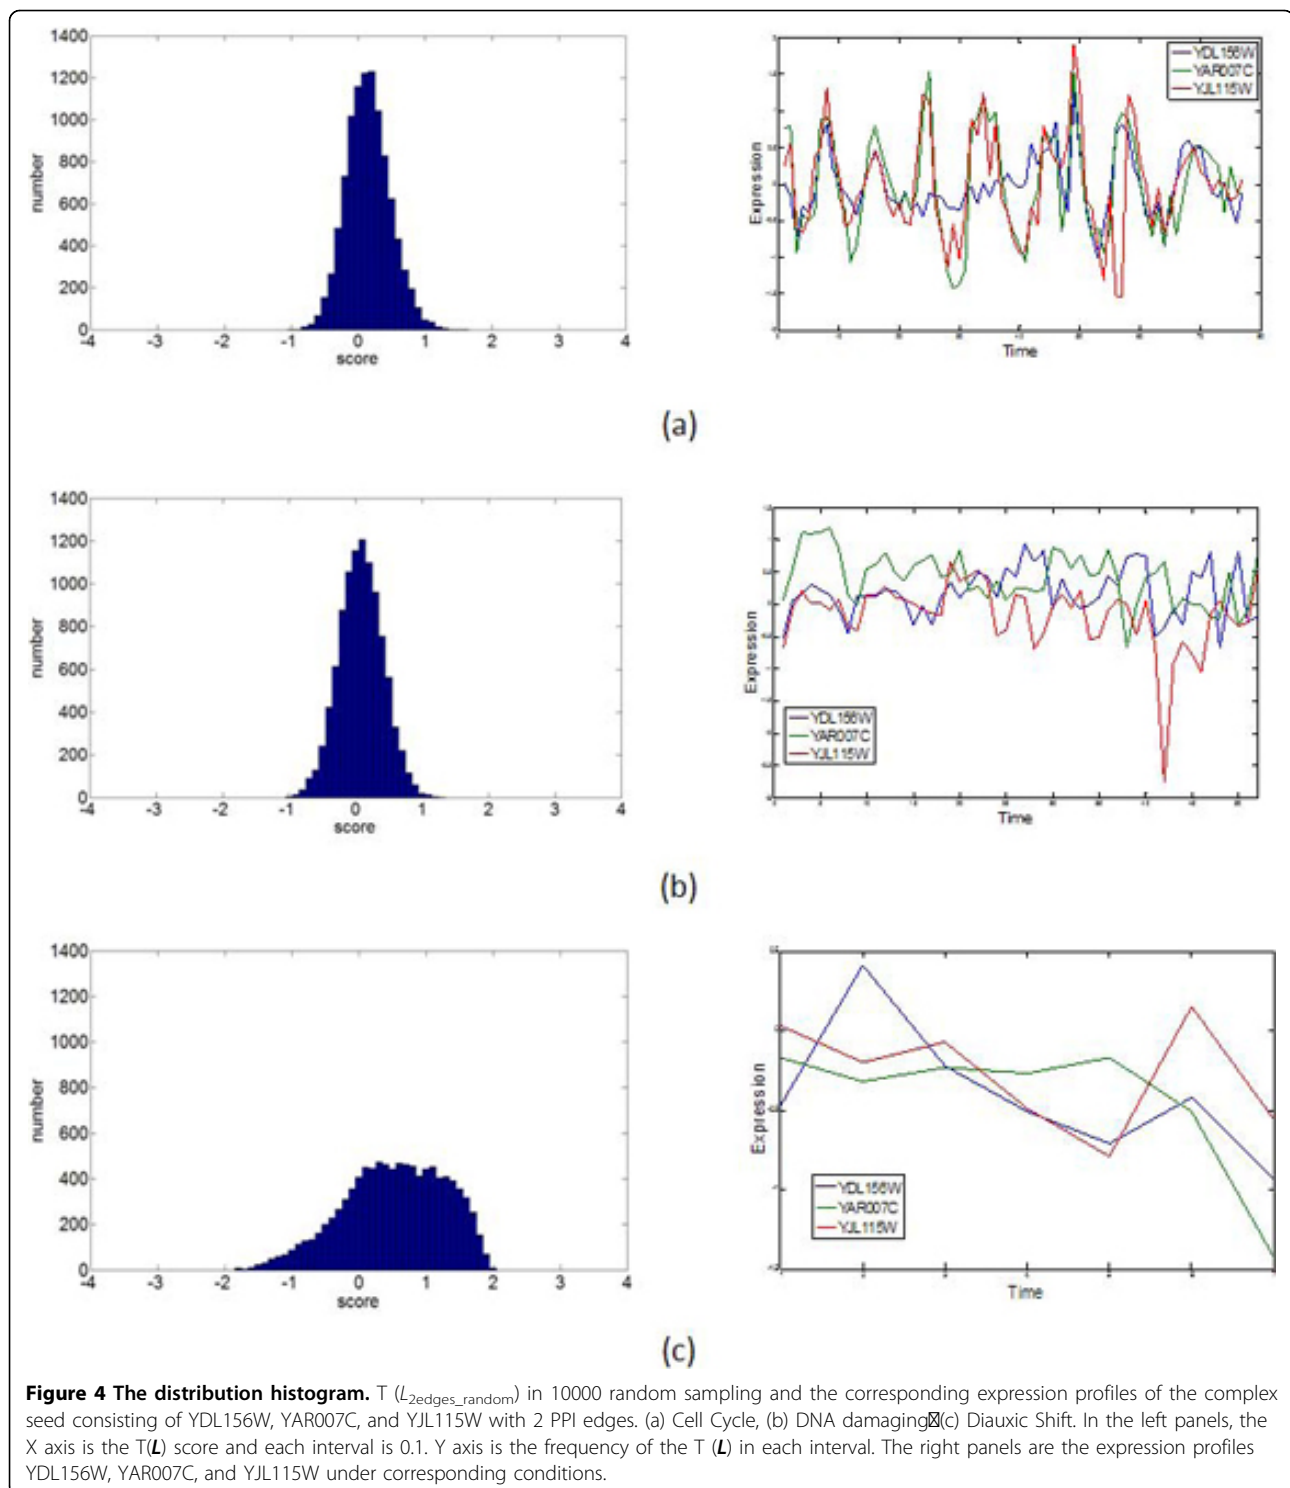 1400
1200
1000
800
600
400
200
0
number
-4 -3 -2 -1 0 1 2 3 4
score
YDL156W
YAR007C
YJL115W
Expression
Time
(a)
1400
1200
1000
800
600
400
200
0
number
-4 -3 -2 -1 0 1 2 3 4
score
YDL156W
YAR007C
YJL115W
Expression
Time
(b)
1400
1200
1000
800
600
400
200
0
number
-4 -3 -2 -1 0 1 2 3 4
score
YDL156W
YAR007C
YJL115W
Expression
Time
(c)
Figure 4 The distribution histogram. T (L2edges_random) in 10000 random sampling and the corresponding expression profiles of the complex
seed consisting of YDL156W, YAR007C, and YJL115W with 2 PPI edges. (a) Cell Cycle, (b) DNA damaging(c) Diauxic Shift. In the left panels, the
X axis is the T(L) score and each interval is 0.1. Y axis is the frequency of the T (L) in each interval. The right panels are the expression profiles
YDL156W, YAR007C, and YJL115W under corresponding conditions.